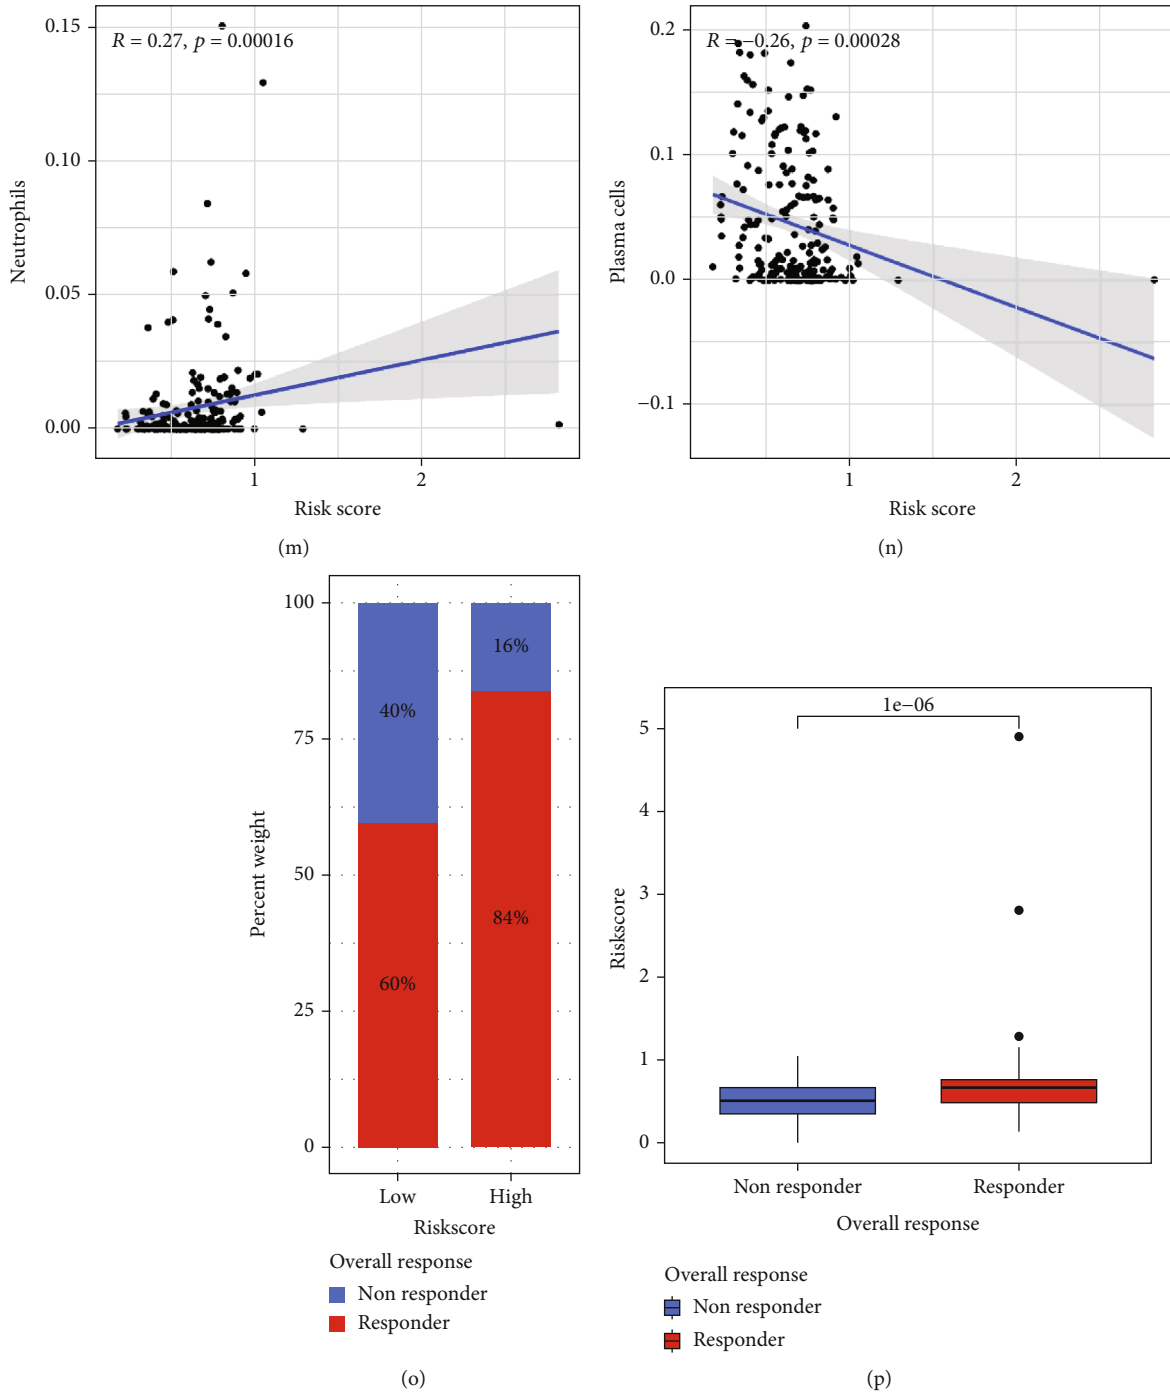 R = 0.27, p = 0.00016
0.15
0.10
0.05
0.00
Neutrophils
1
2
Risk score
(m)
R = −0.26, p = 0.00028
0.2
0.1
0.0
−0.1
Plasma cells
1
2
Risk score
(n)
100
75
50
25
0
Percent weight
40%
60%
16%
84%
Low
High
Riskscore
Overall response
Non responder
Responder
(o)
1e−06
5
4
3
2
1
0
Riskscore
Non responder
Responder
Overall response
Overall response
Non responder
Responder
(p)